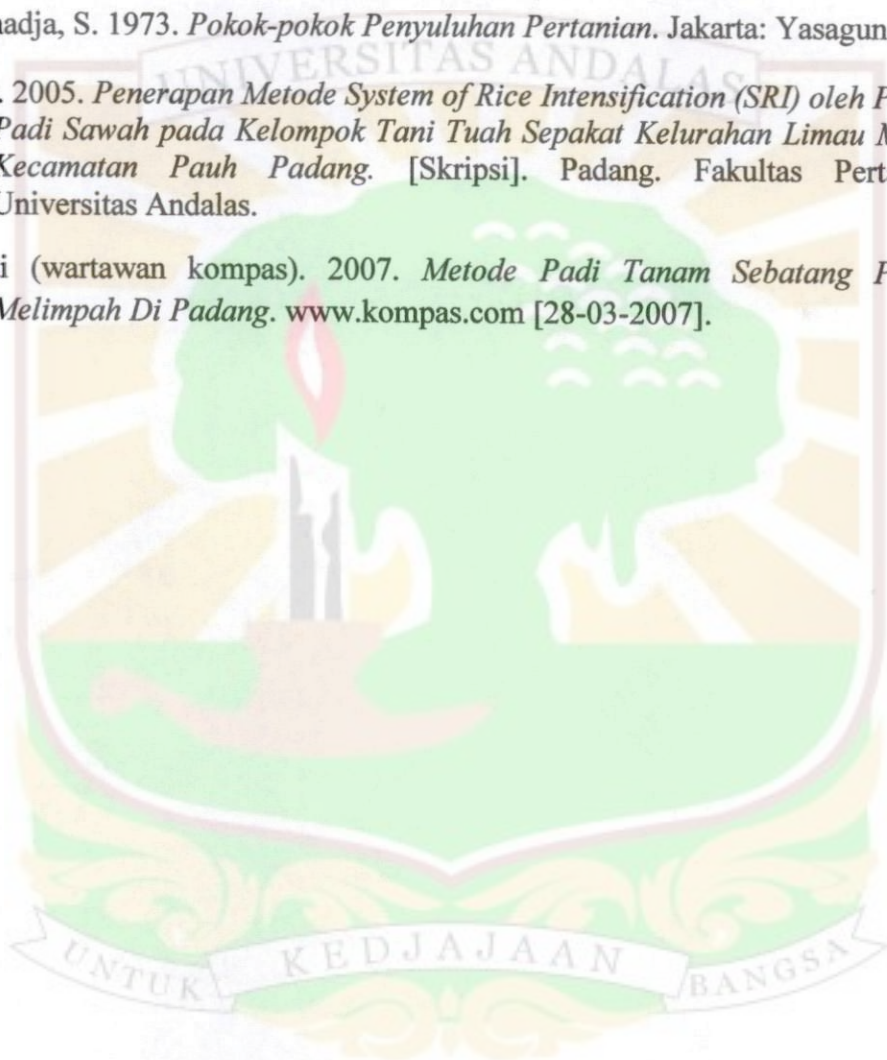 nadja, S. 1973. Pokok-pokok Penyuluhan Pertanian. Jakarta: Yasagun
. 2005. Penerapan Metode System of Rice Intensification (SRI) oleh P
Padi Sawah pada Kelompok Tani Tuah Sepakat Kelurahan Limau M
Kecamatan Pauh Padang. [Skripsi]. Padang. Fakultas Pert
Universitas Andalas.
i (wartawan kompas). 2007. Metode Padi Tanam Sebatang P
Melimpah Di Padang. www.kompas.com [28-03-2007].
UNIVERSITAS ANDALAS
UNTUK KEDJAJAAN BANGSA